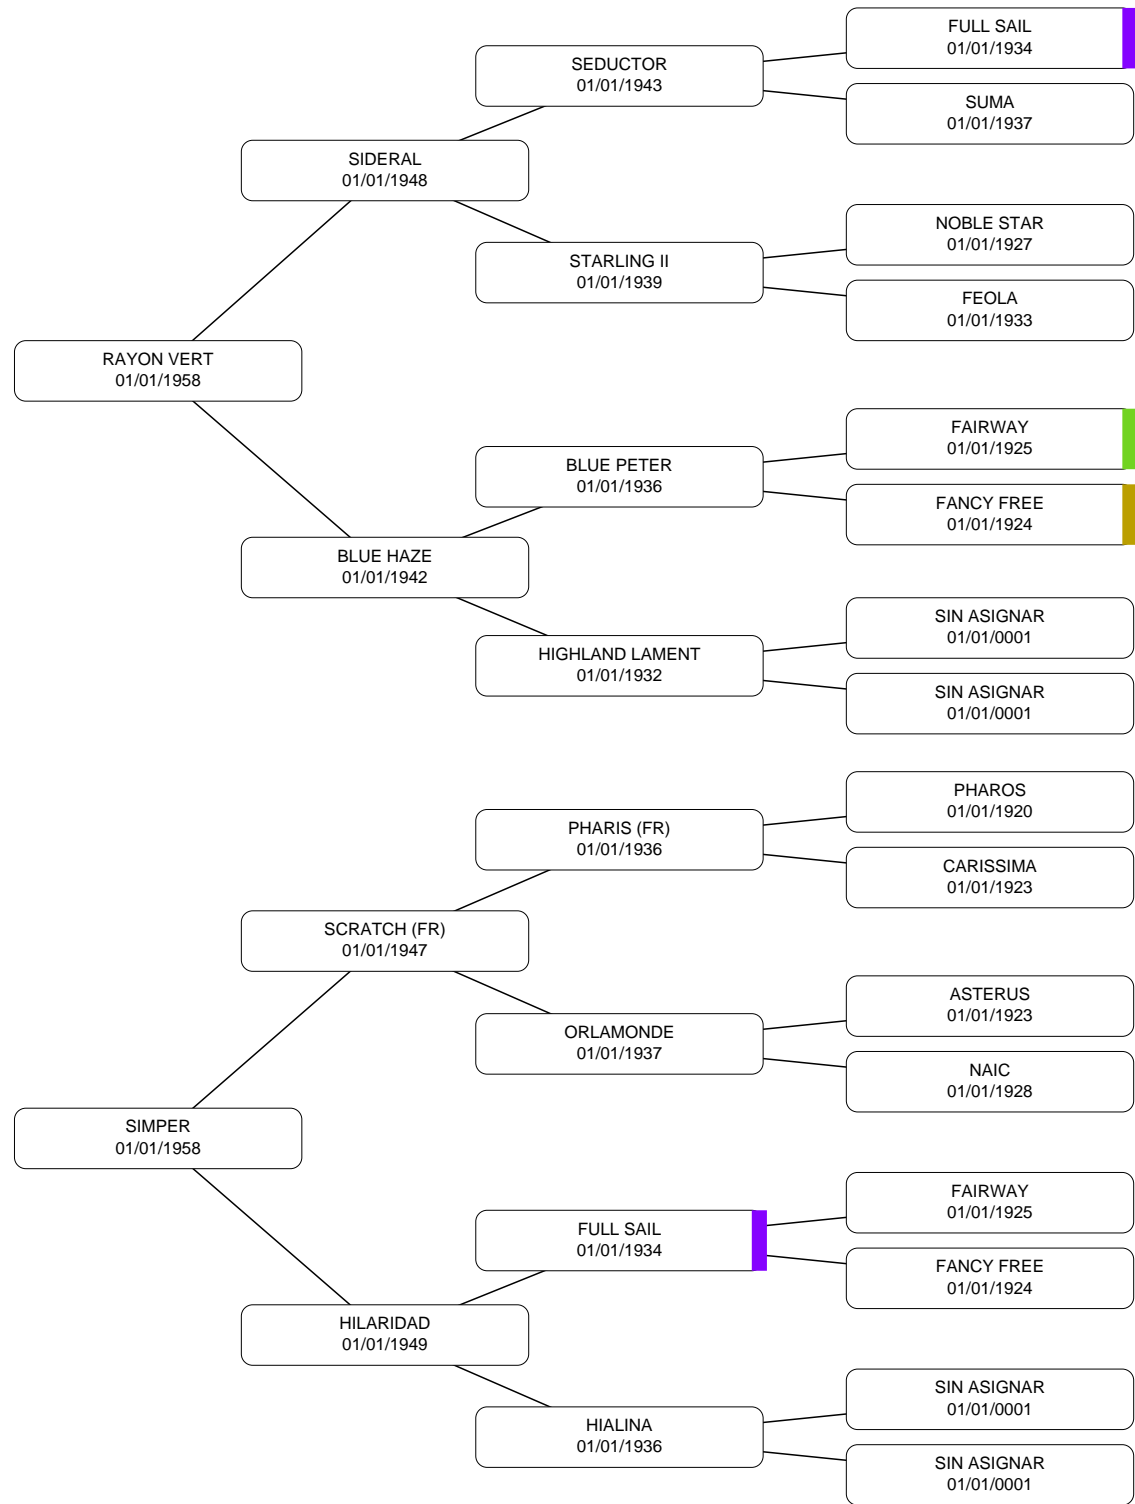 FULL SAIL
01/01/1934
SEDUCTOR
01/01/1943
SUMA
01/01/1937
SIDERAL
01/01/1948
NOBLE STAR
01/01/1927
STARLING II
01/01/1939
FEOLA
01/01/1933
RAYON VERT
01/01/1958
FAIRWAY
01/01/1925
BLUE PETER
01/01/1936
FANCY FREE
01/01/1924
BLUE HAZE
01/01/1942
SIN ASIGNAR
01/01/0001
HIGHLAND LAMENT
01/01/1932
SIN ASIGNAR
01/01/0001
PHAROS
01/01/1920
PHARIS (FR)
01/01/1936
CARISSIMA
01/01/1923
SCRATCH (FR)
01/01/1947
ASTERUS
01/01/1923
ORLAMONDE
01/01/1937
NAIC
01/01/1928
SIMPER
01/01/1958
FAIRWAY
01/01/1925
FULL SAIL
01/01/1934
FANCY FREE
01/01/1924
HILARIDAD
01/01/1949
SIN ASIGNAR
01/01/0001
HIALINA
01/01/1936
SIN ASIGNAR
01/01/0001